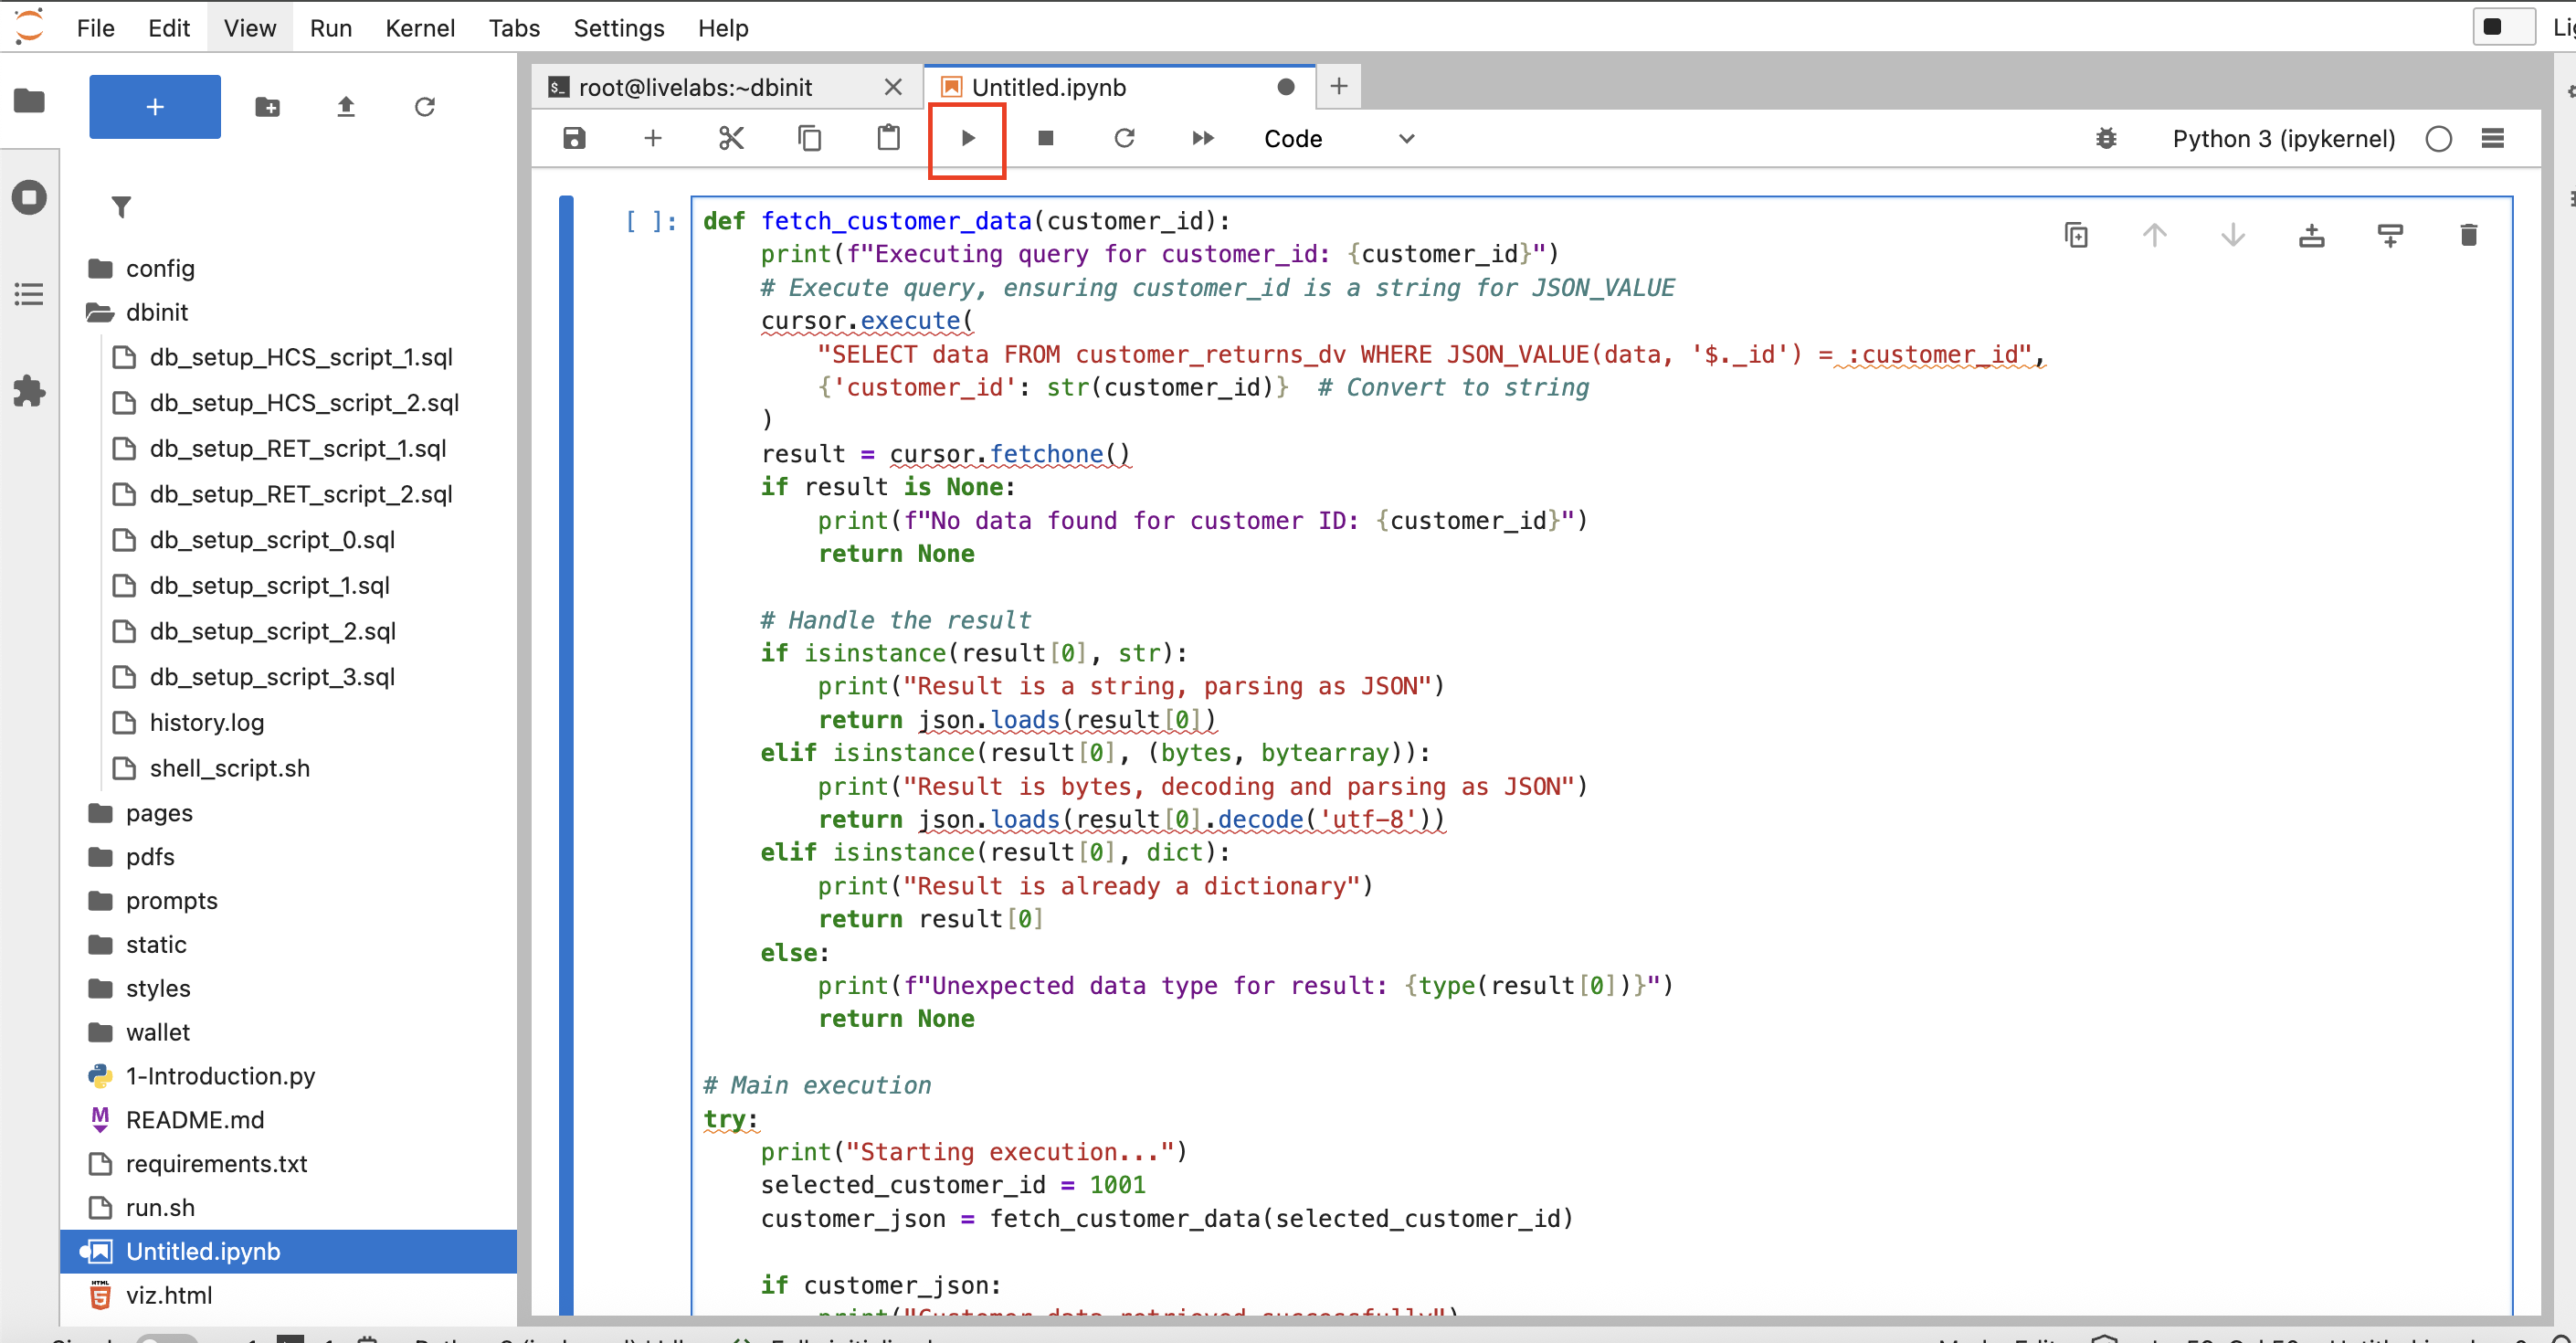 File Edit View Run Kernel Tabs Settings Help
root@livelabs:~dbinit
Untitled.ipynb
Code
Python 3 (ipykernel)
config
dbinit
db_setup_HCS_script_1.sql
db_setup_HCS_script_2.sql
db_setup_RET_script_1.sql
db_setup_RET_script_2.sql
db_setup_script_0.sql
db_setup_script_1.sql
db_setup_script_2.sql
db_setup_script_3.sql
history.log
shell_script.sh
pages
pdfs
prompts
static
styles
wallet
1-Introduction.py
README.md
requirements.txt
run.sh
Untitled.ipynb
viz.html
[ ]:
def fetch_customer_data(customer_id):
    print(f"Executing query for customer_id: {customer_id}")
    # Execute query, ensuring customer_id is a string for JSON_VALUE
    cursor.execute(
        "SELECT data FROM customer_returns_dv WHERE JSON_VALUE(data, '$._id') = :customer_id",
        {'customer_id': str(customer_id)}  # Convert to string
    )
    result = cursor.fetchone()
    if result is None:
        print(f"No data found for customer ID: {customer_id}")
        return None
    # Handle the result
    if isinstance(result[0], str):
        print("Result is a string, parsing as JSON")
        return json.loads(result[0])
    elif isinstance(result[0], (bytes, bytearray)):
        print("Result is bytes, decoding and parsing as JSON")
        return json.loads(result[0].decode('utf-8'))
    elif isinstance(result[0], dict):
        print("Result is already a dictionary")
        return result[0]
    else:
        print(f"Unexpected data type for result: {type(result[0])}")
        return None
# Main execution
try:
    print("Starting execution...")
    selected_customer_id = 1001
    customer_json = fetch_customer_data(selected_customer_id)
    if customer_json:
        print("Customer data retrieved successfully")